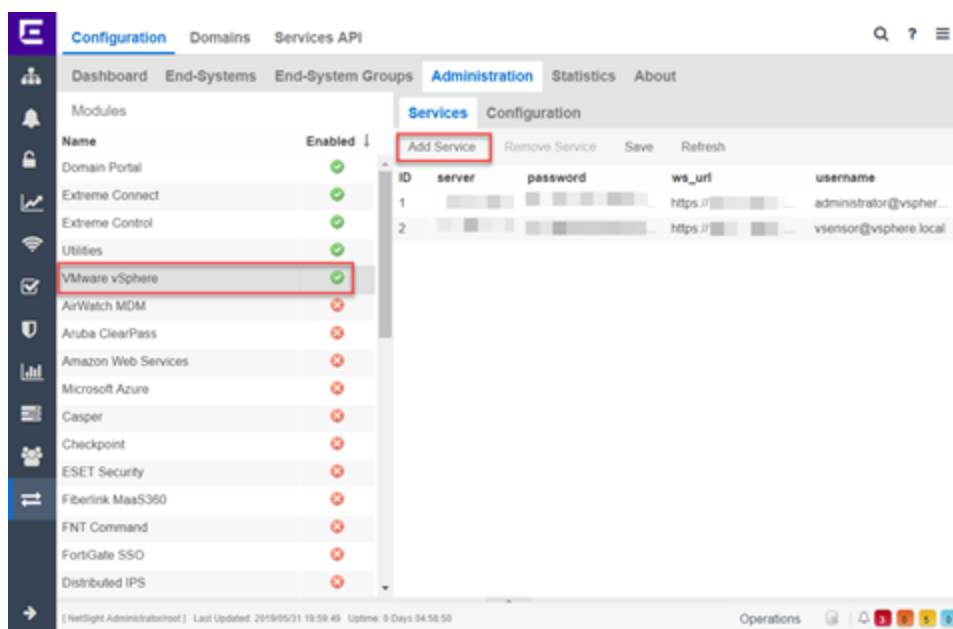 E
Configuration Domains Services API
Dashboard End-Systems End-System Groups Administration Statistics About
Modules
Services Configuration
Name Enabled
Add Service Remove Service Save Refresh
ID server password ws_url username
1 https:// ... administrator@vspher...
2 https:// ... vsensor@vsphere.local
Domain Portal
Extreme Connect
Extreme Control
Utilities
VMware vSphere
AirWatch MDM
Aruba ClearPass
Amazon Web Services
Microsoft Azure
Casper
Checkpoint
ESET Security
Fiberlink MaaS360
FNT Command
FortiGate SSO
Distributed IPS
[ NetSight Administrator/root ] Last Updated: 2019/05/31 19:59:49 Uptime: 0 Days 04:58:50
Operations 3 0 5 0